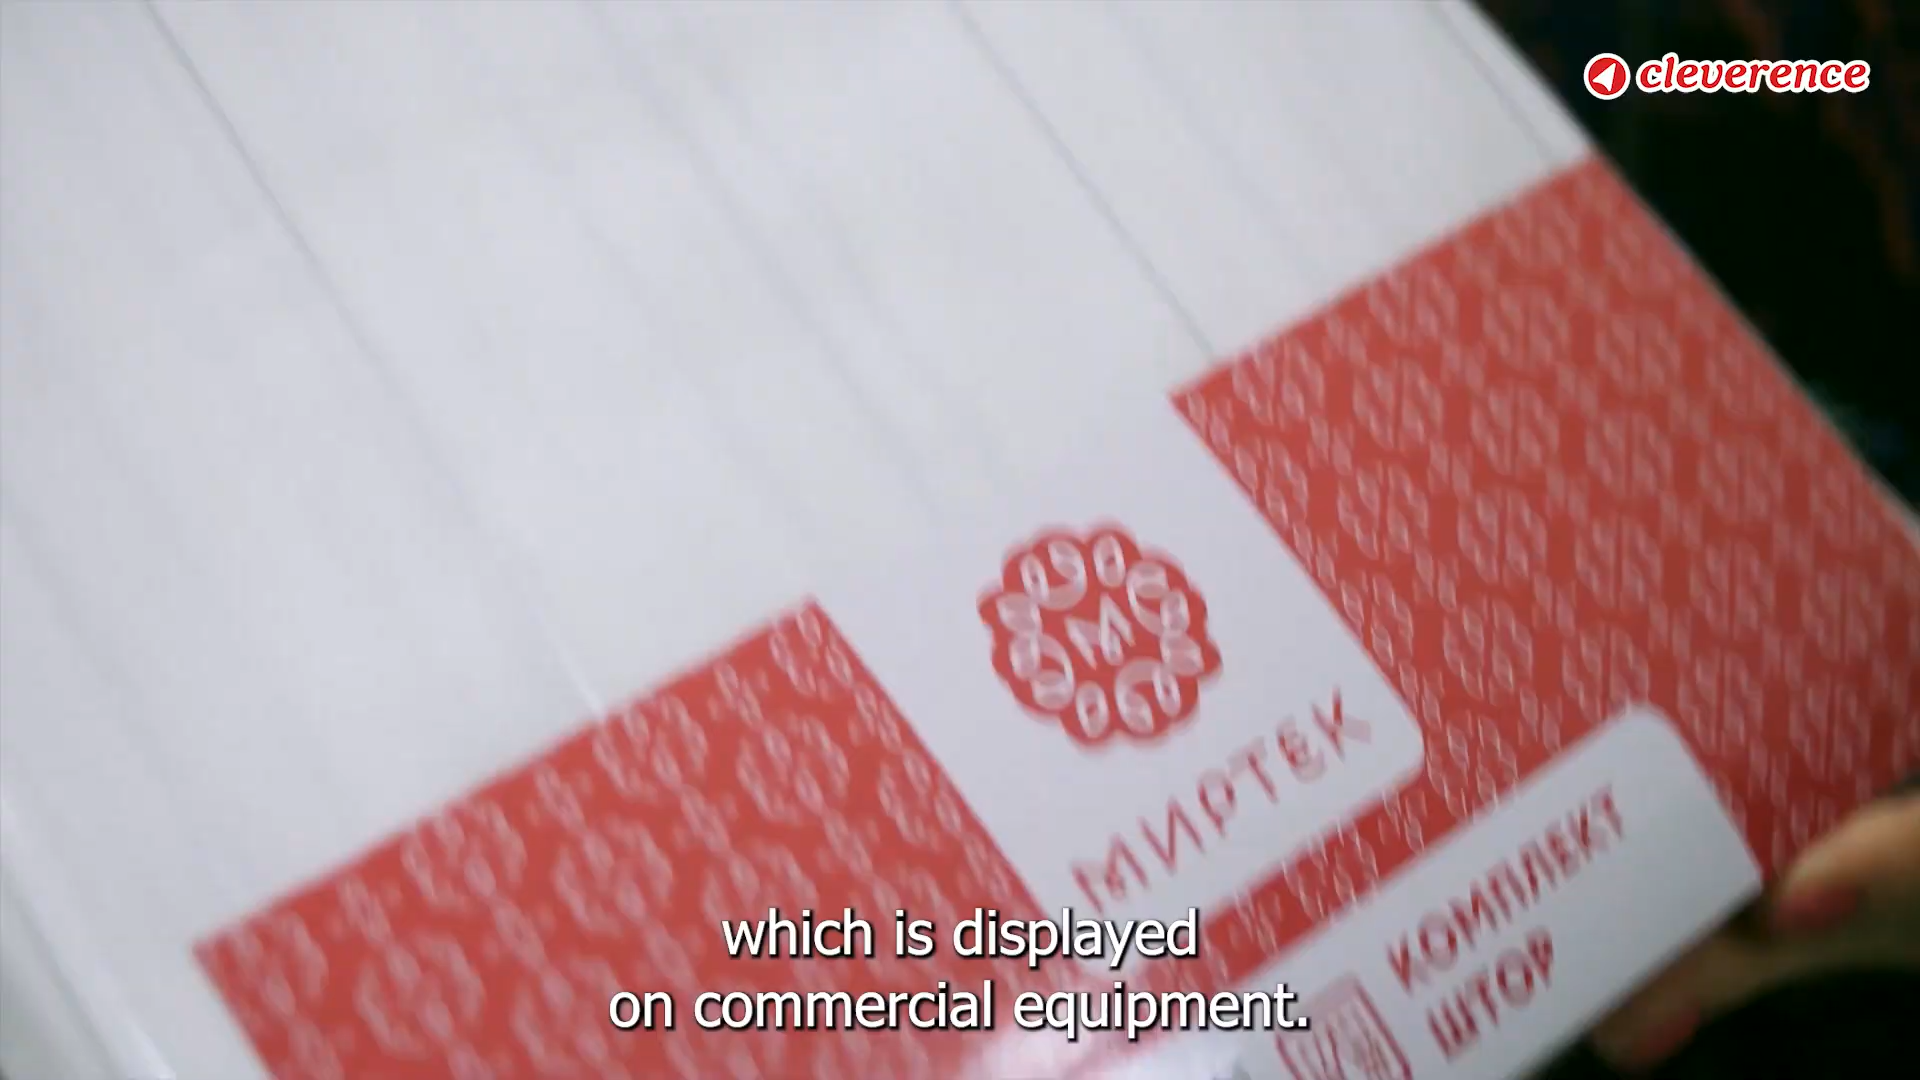 cleverence
М
МИРТЕК
КОМПЛЕКТ
ШТОР
which is displayed
on commercial equipment.